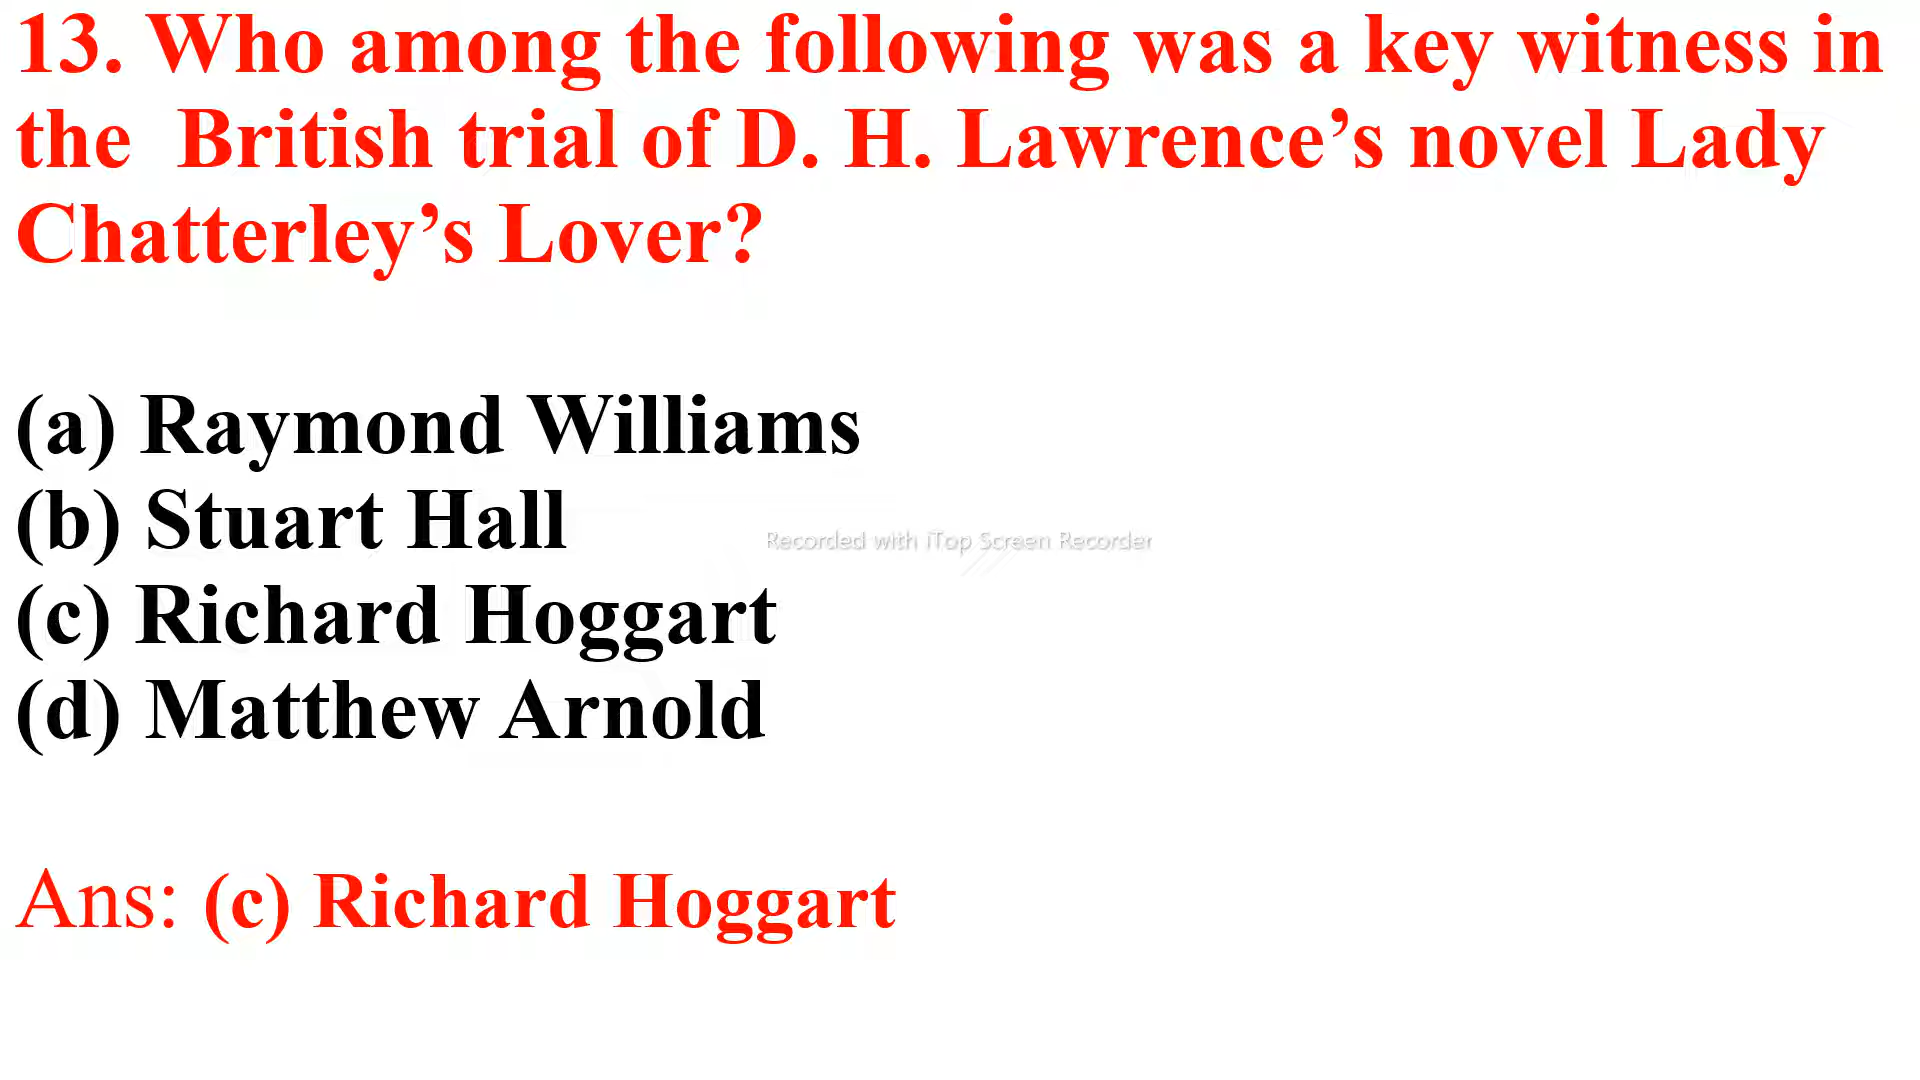 13. Who among the following was a key witness in
the  British trial of D. H. Lawrence’s novel Lady
Chatterley’s Lover?
(a) Raymond Williams
(b) Stuart Hall
Recorded with iTop Screen Recorder
(c) Richard Hoggart
(d) Matthew Arnold
Ans: (c) Richard Hoggart